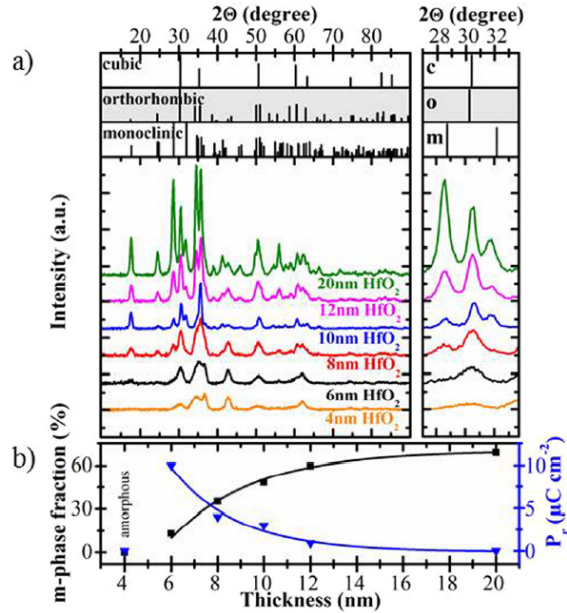 2Θ (degree) 2Θ (degree)
20 30 40 50 60 70 80 28 30 32
a)
cubic c
orthorhombic o
monoclinic m
Intensity (a.u.)
20nm HfO2
12nm HfO2
10nm HfO2
8nm HfO2
6nm HfO2
4nm HfO2
b)
m-phase fraction (%)
60
30
0
amorphous
10
5
0
Pr (µC cm-2)
4 6 8 10 12 14 16 18 20
Thickness (nm)